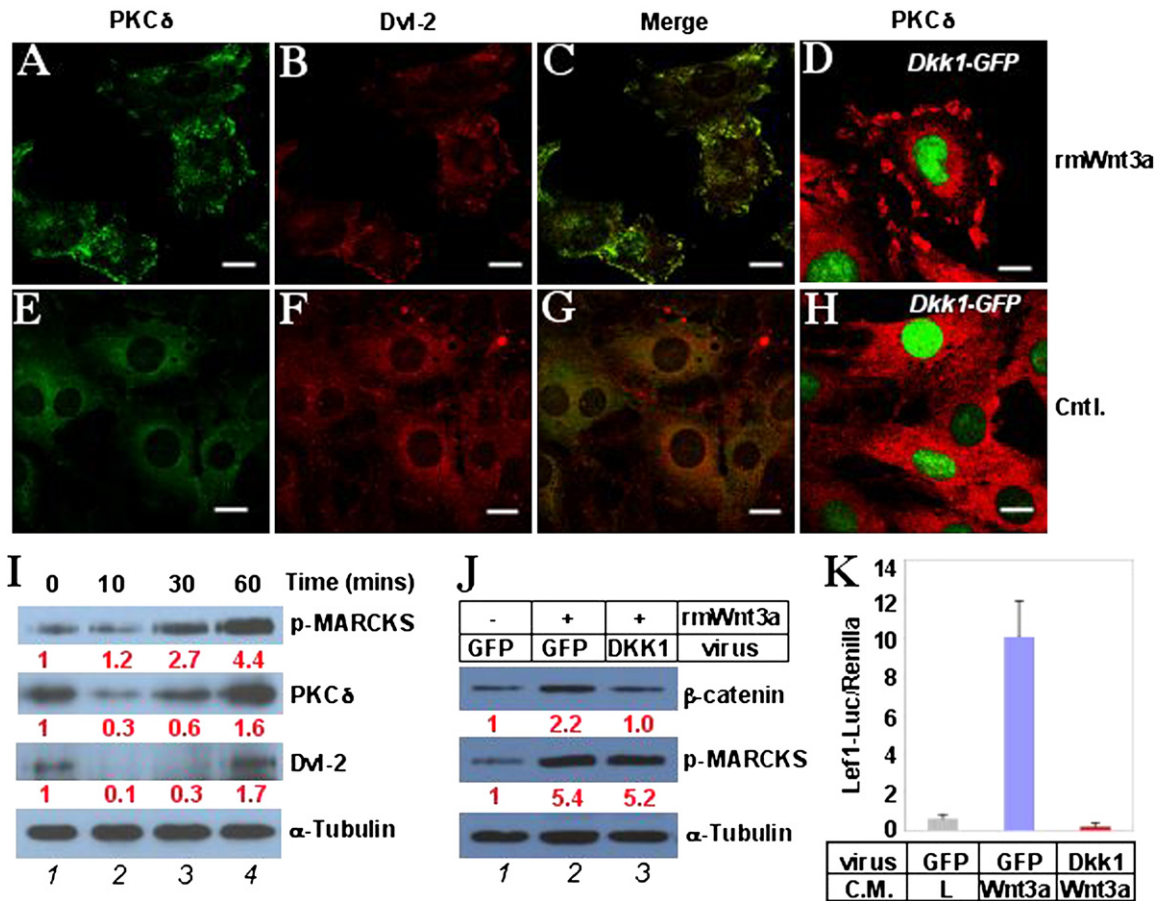 PKCδ Dvl-2 Merge PKCδ
A B C D Dkk1-GFP
rmWnt3a
E F G H Dkk1-GFP
Cntl.
I 0 10 30 60 Time (mins)
p-MARCKS
1 1.2 2.7 4.4
PKCδ
1 0.3 0.6 1.6
Dvl-2
1 0.1 0.3 1.7
α-Tubulin
1 2 3 4
J
- + + rmWnt3a
GFP GFP DKK1 virus
β-catenin
1 2.2 1.0
p-MARCKS
1 5.4 5.2
α-Tubulin
1 2 3
K
Lef1-Luc/Renilla
14
12
10
8
6
4
2
0
virus GFP GFP Dkk1
C.M. L Wnt3a Wnt3a